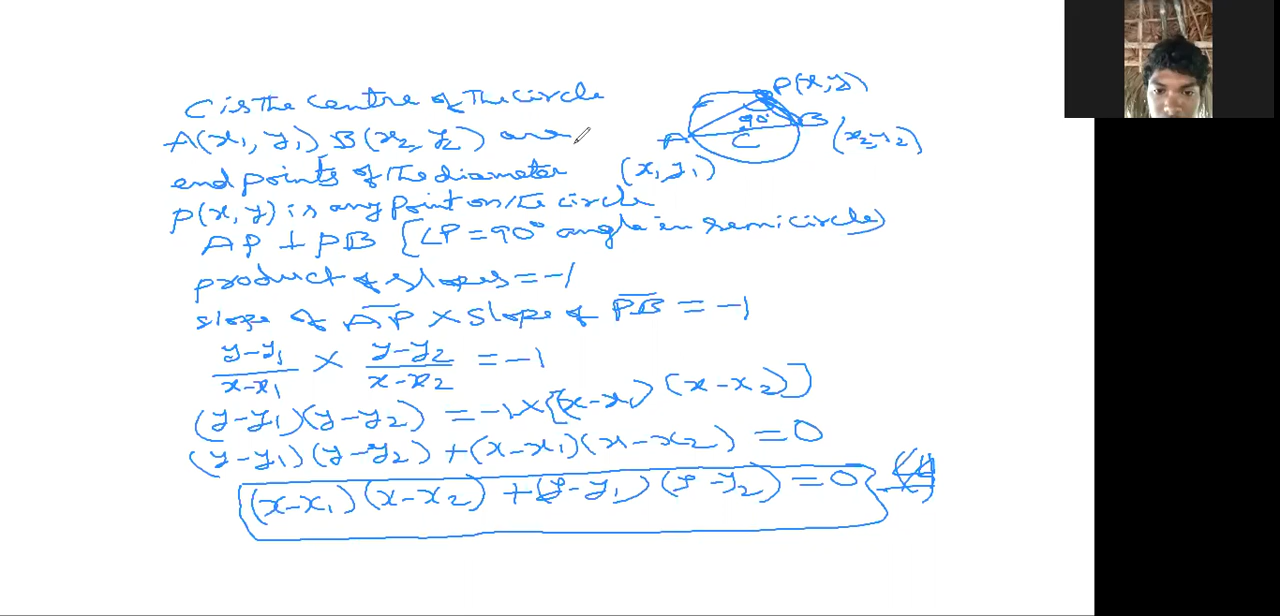 C is the centre of the circle
A(x₁, y₁) B(x₂, y₂) are
end points of the diameter
P(x, y) is any point on the circle
AP ⊥ PB [∠P = 90° angle in semicircle)
product of slopes = -1
slope of A̅P̅ × slope of P̅B̅ = -1
(y-y₁)/(x-x₁) × (y-y₂)/(x-x₂) = -1
(y-y₁)(y-y₂) = -1×[(x-x₁)(x-x₂)]
(y-y₁)(y-y₂) + (x-x₁)(x-x₂) = 0
(x-x₁)(x-x₂) + (y-y₁)(y-y₂) = 0
P(x, y)
90°
A
B
C
(x₂, y₂)
(x₁, y₁)